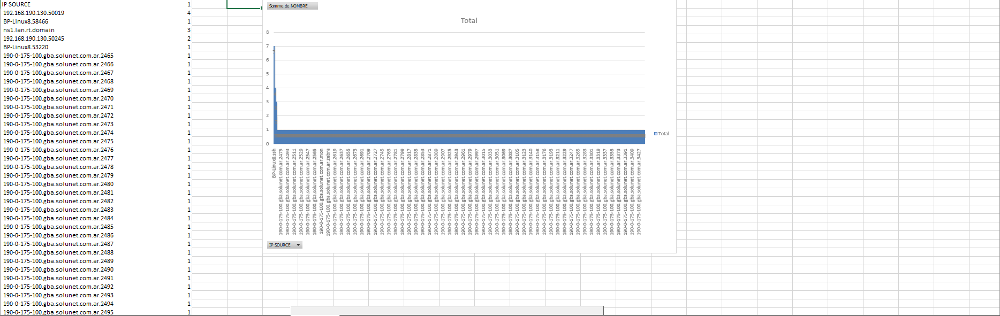 IP SOURCE 1
192.168.190.130.50019 4
BP-Linux8.58466 1
ns1.lan.rt.domain 3
192.168.190.130.50245 2
BP-Linux8.53220 1
190-0-175-100.gba.solunet.com.ar.2465 1
190-0-175-100.gba.solunet.com.ar.2466 1
190-0-175-100.gba.solunet.com.ar.2467 1
190-0-175-100.gba.solunet.com.ar.2468 1
190-0-175-100.gba.solunet.com.ar.2469 1
190-0-175-100.gba.solunet.com.ar.2470 1
190-0-175-100.gba.solunet.com.ar.2471 1
190-0-175-100.gba.solunet.com.ar.2472 1
190-0-175-100.gba.solunet.com.ar.2473 1
190-0-175-100.gba.solunet.com.ar.2474 1
190-0-175-100.gba.solunet.com.ar.2475 1
190-0-175-100.gba.solunet.com.ar.2476 1
190-0-175-100.gba.solunet.com.ar.2477 1
190-0-175-100.gba.solunet.com.ar.2478 1
190-0-175-100.gba.solunet.com.ar.2479 1
190-0-175-100.gba.solunet.com.ar.2480 1
190-0-175-100.gba.solunet.com.ar.2481 1
190-0-175-100.gba.solunet.com.ar.2482 1
190-0-175-100.gba.solunet.com.ar.2483 1
190-0-175-100.gba.solunet.com.ar.2484 1
190-0-175-100.gba.solunet.com.ar.2485 1
190-0-175-100.gba.solunet.com.ar.2486 1
190-0-175-100.gba.solunet.com.ar.2487 1
190-0-175-100.gba.solunet.com.ar.2488 1
190-0-175-100.gba.solunet.com.ar.2489 1
190-0-175-100.gba.solunet.com.ar.2490 1
190-0-175-100.gba.solunet.com.ar.2491 1
190-0-175-100.gba.solunet.com.ar.2492 1
190-0-175-100.gba.solunet.com.ar.2493 1
190-0-175-100.gba.solunet.com.ar.2494 1
190-0-175-100.gba.solunet.com.ar.2495 1
Somme de NOMBRE
Total
8
7
6
5
4
3
2
1
0
BP-Linux8.ssh
190-0-175-100.gba.solunet.com.ar.2475
190-0-175-100.gba.solunet.com.ar.2493
190-0-175-100.gba.solunet.com.ar.2511
190-0-175-100.gba.solunet.com.ar.2529
190-0-175-100.gba.solunet.com.ar.2547
190-0-175-100.gba.solunet.com.ar.2565
190-0-175-100.gba.solunet.com.ar.mon
190-0-175-100.gba.solunet.com.ar.zebra
190-0-175-100.gba.solunet.com.ar.2619
190-0-175-100.gba.solunet.com.ar.2637
190-0-175-100.gba.solunet.com.ar.2655
190-0-175-100.gba.solunet.com.ar.2673
190-0-175-100.gba.solunet.com.ar.2691
190-0-175-100.gba.solunet.com.ar.2709
190-0-175-100.gba.solunet.com.ar.2727
190-0-175-100.gba.solunet.com.ar.2745
190-0-175-100.gba.solunet.com.ar.2763
190-0-175-100.gba.solunet.com.ar.2781
190-0-175-100.gba.solunet.com.ar.2799
190-0-175-100.gba.solunet.com.ar.2817
190-0-175-100.gba.solunet.com.ar.2835
190-0-175-100.gba.solunet.com.ar.2853
190-0-175-100.gba.solunet.com.ar.2871
190-0-175-100.gba.solunet.com.ar.2889
190-0-175-100.gba.solunet.com.ar.2907
190-0-175-100.gba.solunet.com.ar.2925
190-0-175-100.gba.solunet.com.ar.2943
190-0-175-100.gba.solunet.com.ar.2961
190-0-175-100.gba.solunet.com.ar.2979
190-0-175-100.gba.solunet.com.ar.2997
190-0-175-100.gba.solunet.com.ar.3015
190-0-175-100.gba.solunet.com.ar.3033
190-0-175-100.gba.solunet.com.ar.3051
190-0-175-100.gba.solunet.com.ar.3069
190-0-175-100.gba.solunet.com.ar.3087
190-0-175-100.gba.solunet.com.ar.3105
190-0-175-100.gba.solunet.com.ar.3123
190-0-175-100.gba.solunet.com.ar.3140
190-0-175-100.gba.solunet.com.ar.3158
190-0-175-100.gba.solunet.com.ar.3176
190-0-175-100.gba.solunet.com.ar.3193
190-0-175-100.gba.solunet.com.ar.3211
190-0-175-100.gba.solunet.com.ar.3229
190-0-175-100.gba.solunet.com.ar.3247
190-0-175-100.gba.solunet.com.ar.3265
190-0-175-100.gba.solunet.com.ar.3283
190-0-175-100.gba.solunet.com.ar.3301
190-0-175-100.gba.solunet.com.ar.3319
190-0-175-100.gba.solunet.com.ar.3337
190-0-175-100.gba.solunet.com.ar.3355
190-0-175-100.gba.solunet.com.ar.3373
190-0-175-100.gba.solunet.com.ar.3391
190-0-175-100.gba.solunet.com.ar.3409
190-0-175-100.gba.solunet.com.ar.3427
Total
IP SOURCE